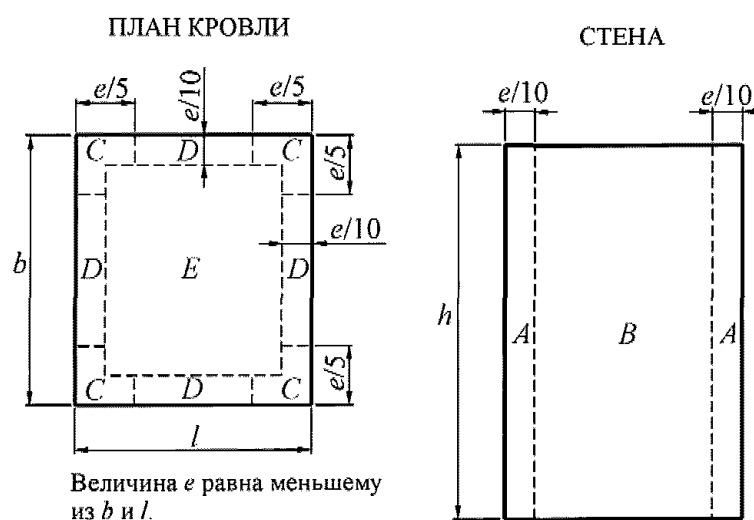 ПЛАН КРОВЛИ
СТЕНА
e/5
e/10
e/5
e/10
e/10
C
D
C
e/5
e/10
b
D
E
D
h
A
B
A
C
D
C
e/5
l
Величина e равна меньшему
из b и l.